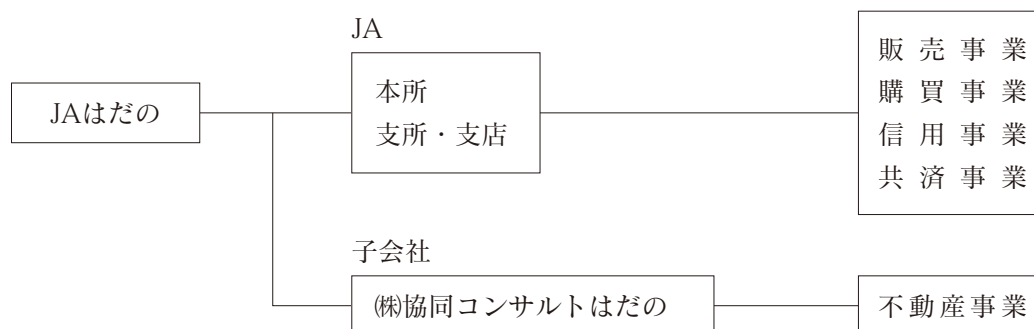 JA
JAはだの
本所
支所・支店
販売事業
購買事業
信用事業
共済事業
子会社
㈱協同コンサルトはだの
不動産事業